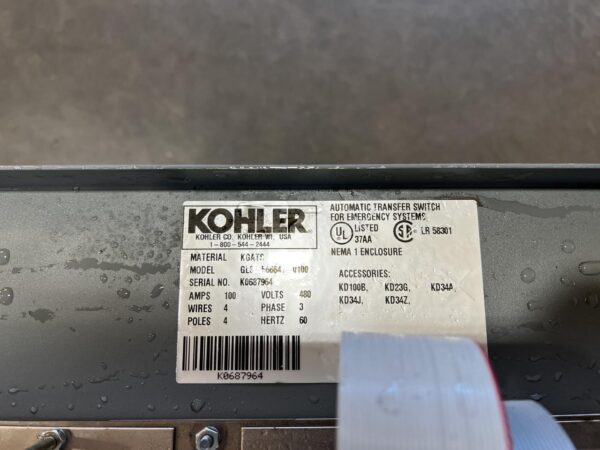 KOHLER
KOHLER CO. KOHLER WI. USA
1-800-544-2444
MATERIAL KGATS
MODEL 0100
SERIAL NO. K0687964
AMPS 100 VOLTS 480
WIRES 4 PHASE 3
POLES 4 HERTZ 60
K0687964
AUTOMATIC TRANSFER SWITCH
FOR EMERGENCY SYSTEMS
UL LISTED
37AA
LR 58301
NEMA 1 ENCLOSURE
ACCESSORIES:
KD100B, KD23G, KD34A,
KD34J, KD34Z,